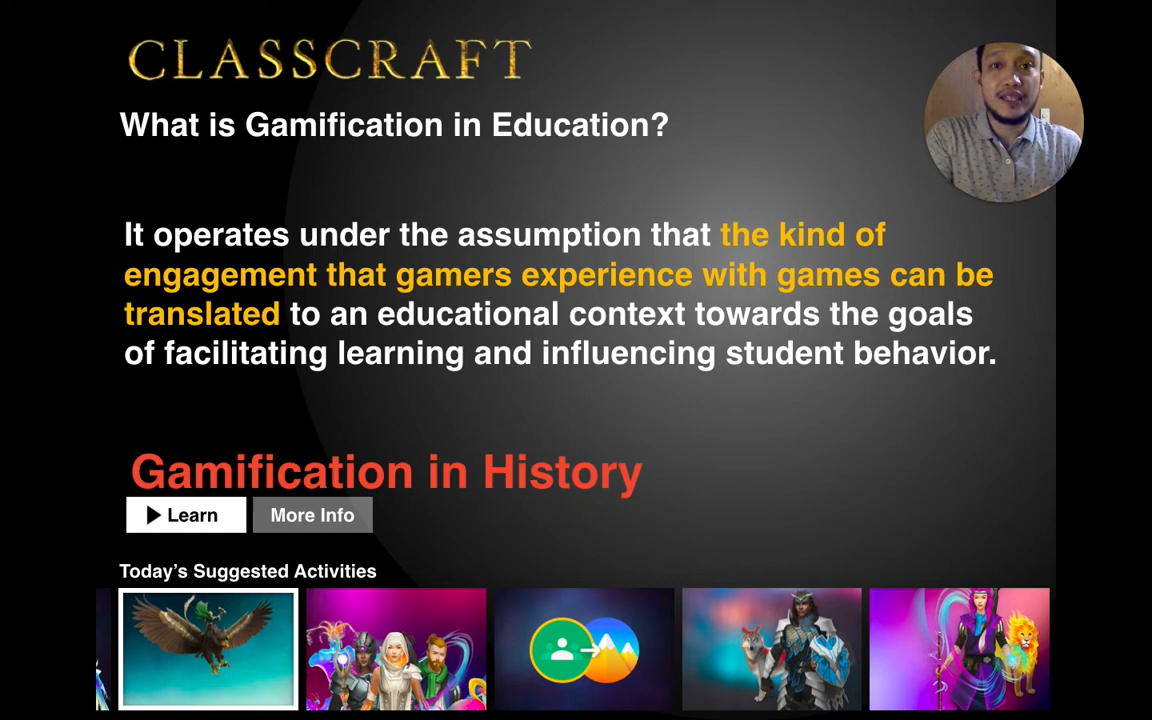 CLASSCRAFT
What is Gamification in Education?
It operates under the assumption that the kind of
engagement that gamers experience with games can be
translated to an educational context towards the goals
of facilitating learning and influencing student behavior.
Gamification in History
Learn
More Info
Today’s Suggested Activities